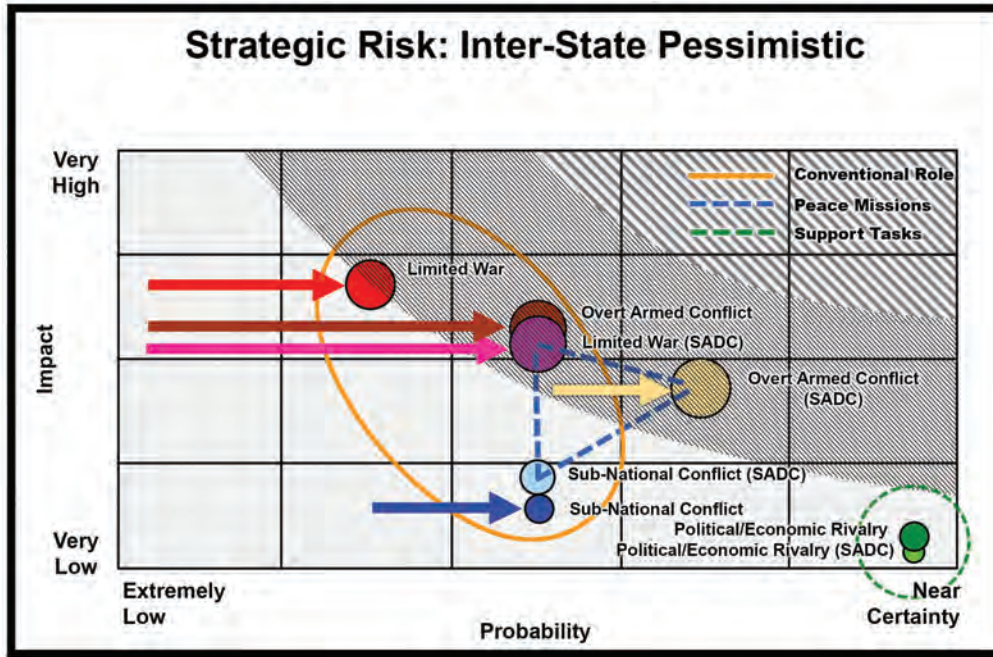 Strategic Risk: Inter-State Pessimistic
Very
High
Conventional Role
Peace Missions
Support Tasks
Limited War
Overt Armed Conflict
Limited War (SADC)
Impact
Overt Armed Conflict
(SADC)
Sub-National Conflict (SADC)
Sub-National Conflict
Political/Economic Rivalry
Political/Economic Rivalry (SADC)
Very
Low
Extremely
Low
Near
Certainty
Probability